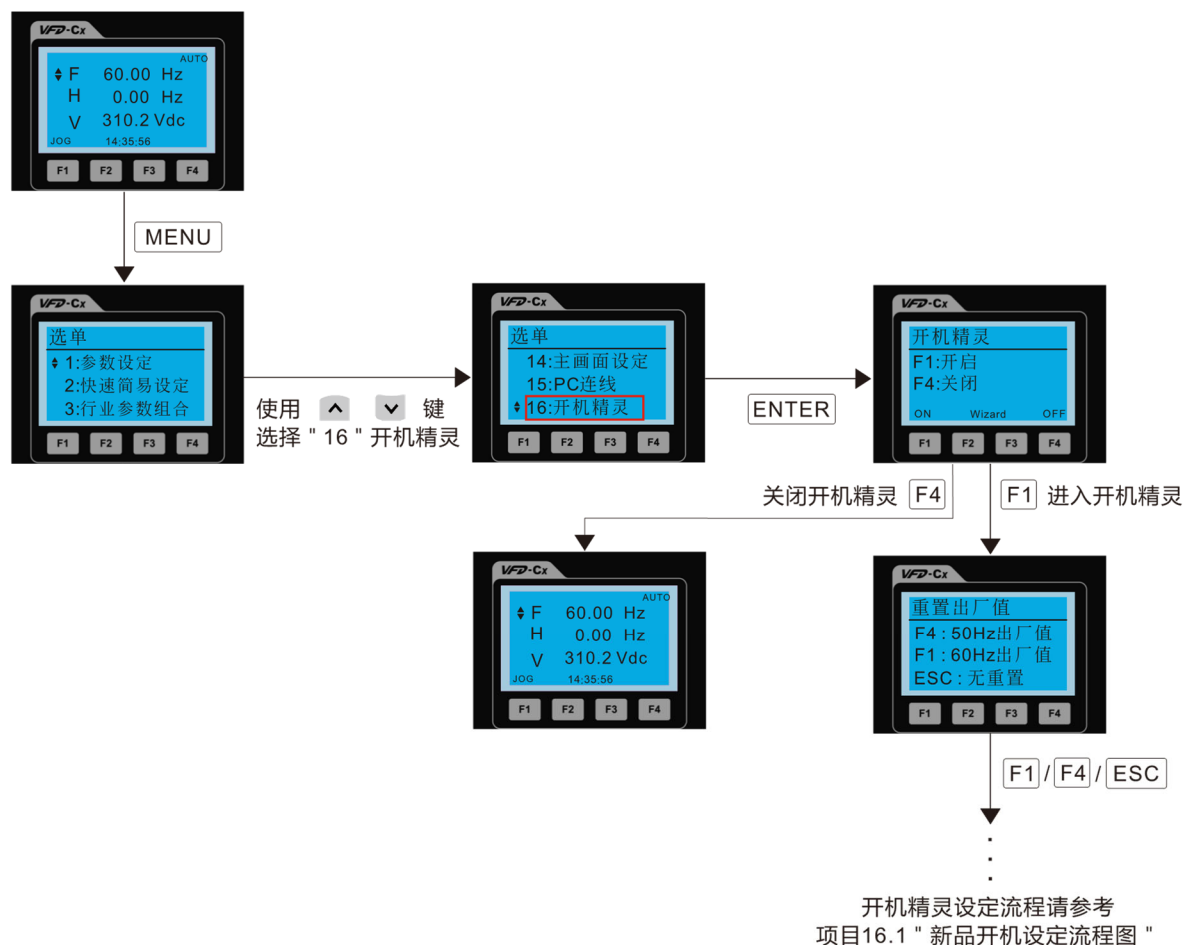 VFD-Cx
AUTO
F 60.00 Hz
H 0.00 Hz
V 310.2 Vdc
JOG 14:35:56
F1 F2 F3 F4
MENU
VFD-Cx
选单
1:参数设定
2:快速简易设定
3:行业参数组合
F1 F2 F3 F4
使用 键
选择 " 16 " 开机精灵
VFD-Cx
选单
14:主画面设定
15:PC连线
16:开机精灵
F1 F2 F3 F4
ENTER
VFD-Cx
开机精灵
F1:开启
F4:关闭
ON Wizard OFF
F1 F2 F3 F4
关闭开机精灵 F4
F1 进入开机精灵
VFD-Cx
AUTO
F 60.00 Hz
H 0.00 Hz
V 310.2 Vdc
JOG 14:35:56
F1 F2 F3 F4
VFD-Cx
重置出厂值
F4 : 50Hz出厂值
F1 : 60Hz出厂值
ESC : 无重置
F1 F2 F3 F4
F1 / F4 / ESC
开机精灵设定流程请参考
项目16.1 " 新品开机设定流程图 "